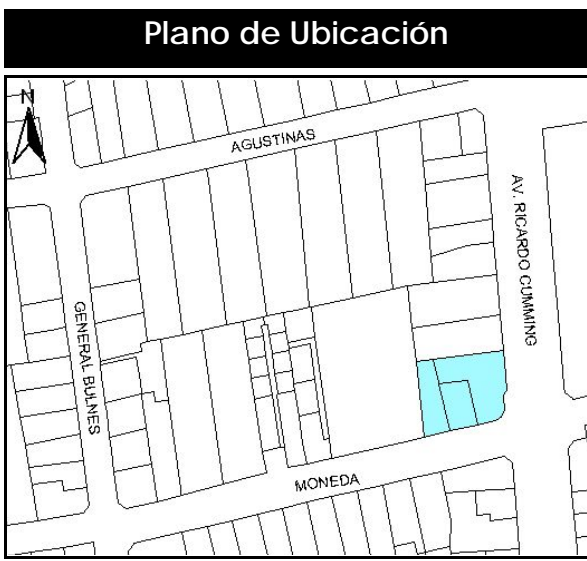 Plano de Ubicación
N
AGUSTINAS
AV. RICARDO CUMMING
GENERAL BULNES
MONEDA